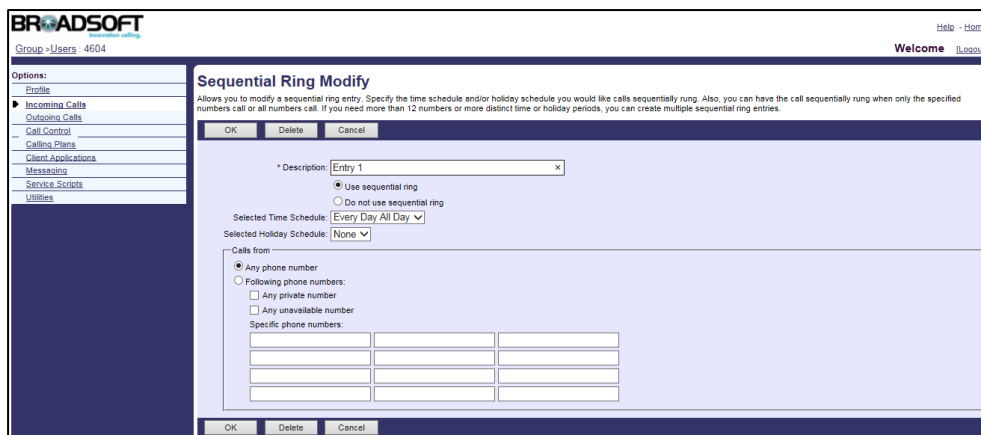 BROADSOFT
Innovation calling.
Help - Hom
Group >Users : 4604
Welcome [Logou
Options:
Profile
Incoming Calls
Outgoing Calls
Call Control
Calling Plans
Client Applications
Messaging
Service Scripts
Utilities
Sequential Ring Modify
Allows you to modify a sequential ring entry. Specify the time schedule and/or holiday schedule you would like calls sequentially rung. Also, you can have the call sequentially rung when only the specified
numbers call or all numbers call. If you need more than 12 numbers or more distinct time or holiday periods, you can create multiple sequential ring entries.
OK Delete Cancel
* Description: Entry 1 ×
Use sequential ring
Do not use sequential ring
Selected Time Schedule: Every Day All Day
Selected Holiday Schedule: None
Calls from
Any phone number
Following phone numbers:
Any private number
Any unavailable number
Specific phone numbers:
OK Delete Cancel